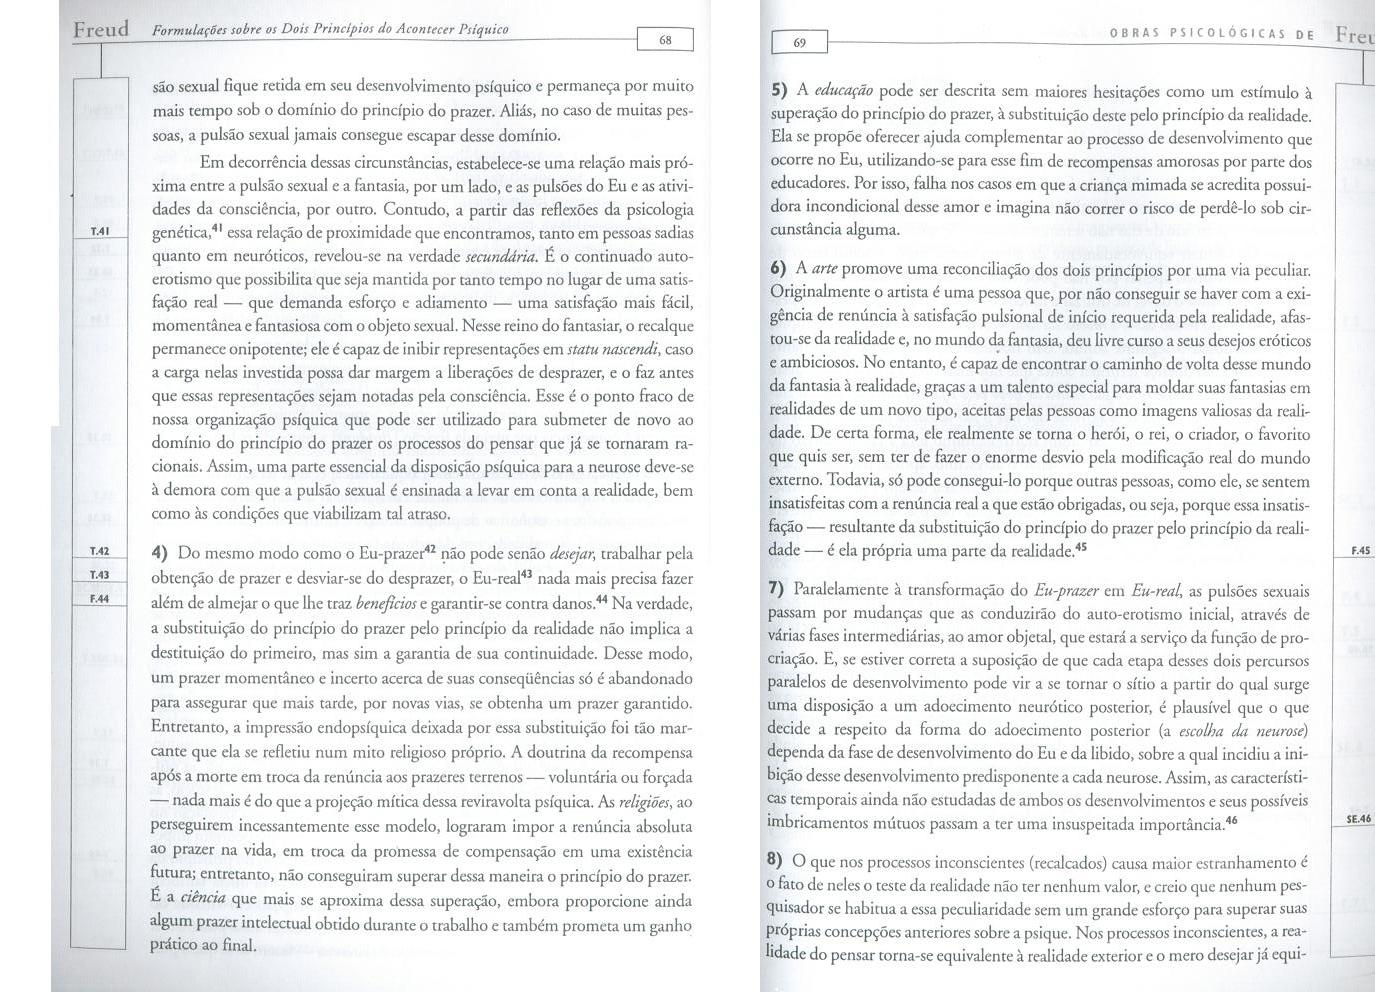 Freud Formulações sobre os Dois Princípios do Acontecer Psíquico 68
são sexual fique retida em seu desenvolvimento psíquico e permaneça por muito
mais tempo sob o domínio do princípio do prazer. Aliás, no caso de muitas pes-
soas, a pulsão sexual jamais consegue escapar desse domínio.
Em decorrência dessas circunstâncias, estabelece-se uma relação mais pró-
xima entre a pulsão sexual e a fantasia, por um lado, e as pulsões do Eu e as ativi-
dades da consciência, por outro. Contudo, a partir das reflexões da psicologia
T.41 genética,⁴¹ essa relação de proximidade que encontramos, tanto em pessoas sadias
quanto em neuróticos, revelou-se na verdade secundária. É o continuado auto-
erotismo que possibilita que seja mantida por tanto tempo no lugar de uma satis-
fação real — que demanda esforço e adiamento — uma satisfação mais fácil,
momentânea e fantasiosa com o objeto sexual. Nesse reino do fantasiar, o recalque
permanece onipotente; ele é capaz de inibir representações em statu nascendi, caso
a carga nelas investida possa dar margem a liberações de desprazer, e o faz antes
que essas representações sejam notadas pela consciência. Esse é o ponto fraco de
nossa organização psíquica que pode ser utilizado para submeter de novo ao
domínio do princípio do prazer os processos do pensar que já se tornaram ra-
cionais. Assim, uma parte essencial da disposição psíquica para a neurose deve-se
à demora com que a pulsão sexual é ensinada a levar em conta a realidade, bem
como às condições que viabilizam tal atraso.
T.42 4) Do mesmo modo como o Eu-prazer⁴² não pode senão desejar, trabalhar pela
T.43 obtenção de prazer e desviar-se do desprazer, o Eu-real⁴³ nada mais precisa fazer
F.44 além de almejar o que lhe traz benefícios e garantir-se contra danos.⁴⁴ Na verdade,
a substituição do princípio do prazer pelo princípio da realidade não implica a
destituição do primeiro, mas sim a garantia de sua continuidade. Desse modo,
um prazer momentâneo e incerto acerca de suas conseqüências só é abandonado
para assegurar que mais tarde, por novas vias, se obtenha um prazer garantido.
Entretanto, a impressão endopsíquica deixada por essa substituição foi tão mar-
cante que ela se refletiu num mito religioso próprio. A doutrina da recompensa
após a morte em troca da renúncia aos prazeres terrenos — voluntária ou forçada
— nada mais é do que a projeção mítica dessa reviravolta psíquica. As religiões, ao
perseguirem incessantemente esse modelo, lograram impor a renúncia absoluta
ao prazer na vida, em troca da promessa de compensação em uma existência
futura; entretanto, não conseguiram superar dessa maneira o princípio do prazer.
É a ciência que mais se aproxima dessa superação, embora proporcione ainda
algum prazer intelectual obtido durante o trabalho e também prometa um ganho
prático ao final.
69 OBRAS PSICOLÓGICAS DE Freu
5) A educação pode ser descrita sem maiores hesitações como um estímulo à
superação do princípio do prazer, à substituição deste pelo princípio da realidade.
Ela se propõe oferecer ajuda complementar ao processo de desenvolvimento que
ocorre no Eu, utilizando-se para esse fim de recompensas amorosas por parte dos
educadores. Por isso, falha nos casos em que a criança mimada se acredita possui-
dora incondicional desse amor e imagina não correr o risco de perdê-lo sob cir-
cunstância alguma.
6) A arte promove uma reconciliação dos dois princípios por uma via peculiar.
Originalmente o artista é uma pessoa que, por não conseguir se haver com a exi-
gência de renúncia à satisfação pulsional de início requerida pela realidade, afas-
tou-se da realidade e, no mundo da fantasia, deu livre curso a seus desejos eróticos
e ambiciosos. No entanto, é capaz de encontrar o caminho de volta desse mundo
da fantasia à realidade, graças a um talento especial para moldar suas fantasias em
realidades de um novo tipo, aceitas pelas pessoas como imagens valiosas da reali-
dade. De certa forma, ele realmente se torna o herói, o rei, o criador, o favorito
que quis ser, sem ter de fazer o enorme desvio pela modificação real do mundo
externo. Todavia, só pode consegui-lo porque outras pessoas, como ele, se sentem
insatisfeitas com a renúncia real a que estão obrigadas, ou seja, porque essa insatis-
fação — resultante da substituição do princípio do prazer pelo princípio da reali-
dade — é ela própria uma parte da realidade.⁴⁵ F.45
7) Paralelamente à transformação do Eu-prazer em Eu-real, as pulsões sexuais
passam por mudanças que as conduzirão do auto-erotismo inicial, através de
várias fases intermediárias, ao amor objetal, que estará a serviço da função de pro-
criação. E, se estiver correta a suposição de que cada etapa desses dois percursos
paralelos de desenvolvimento pode vir a se tornar o sítio a partir do qual surge
uma disposição a um adoecimento neurótico posterior, é plausível que o que
decide a respeito da forma do adoecimento posterior (a escolha da neurose)
dependa da fase de desenvolvimento do Eu e da libido, sobre a qual incidiu a ini-
bição desse desenvolvimento predisponente a cada neurose. Assim, as característi-
cas temporais ainda não estudadas de ambos os desenvolvimentos e seus possíveis
imbricamentos mútuos passam a ter uma insuspeitada importância.⁴⁶ SE.46
8) O que nos processos inconscientes (recalcados) causa maior estranhamento é
o fato de neles o teste da realidade não ter nenhum valor, e creio que nenhum pes-
quisador se habitua a essa peculiaridade sem um grande esforço para superar suas
próprias concepções anteriores sobre a psique. Nos processos inconscientes, a rea-
lidade do pensar torna-se equivalente à realidade exterior e o mero desejar já equi-